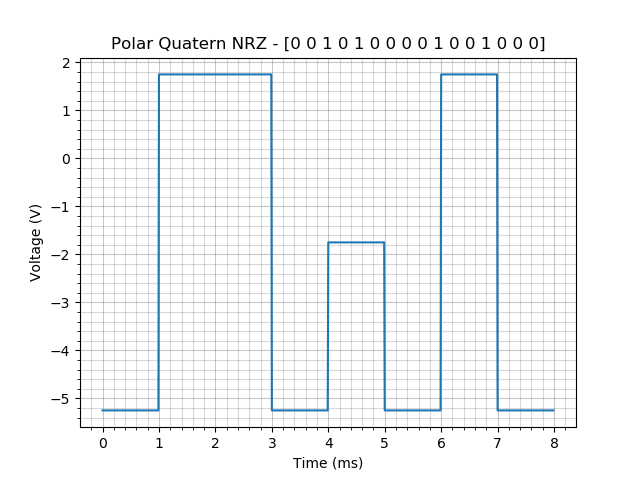 Polar Quatern NRZ - [0 0 1 0 1 0 0 0 0 1 0 0 1 0 0 0]
2
1
0
−1
−2
−3
−4
−5
Voltage (V)
0 1 2 3 4 5 6 7 8
Time (ms)